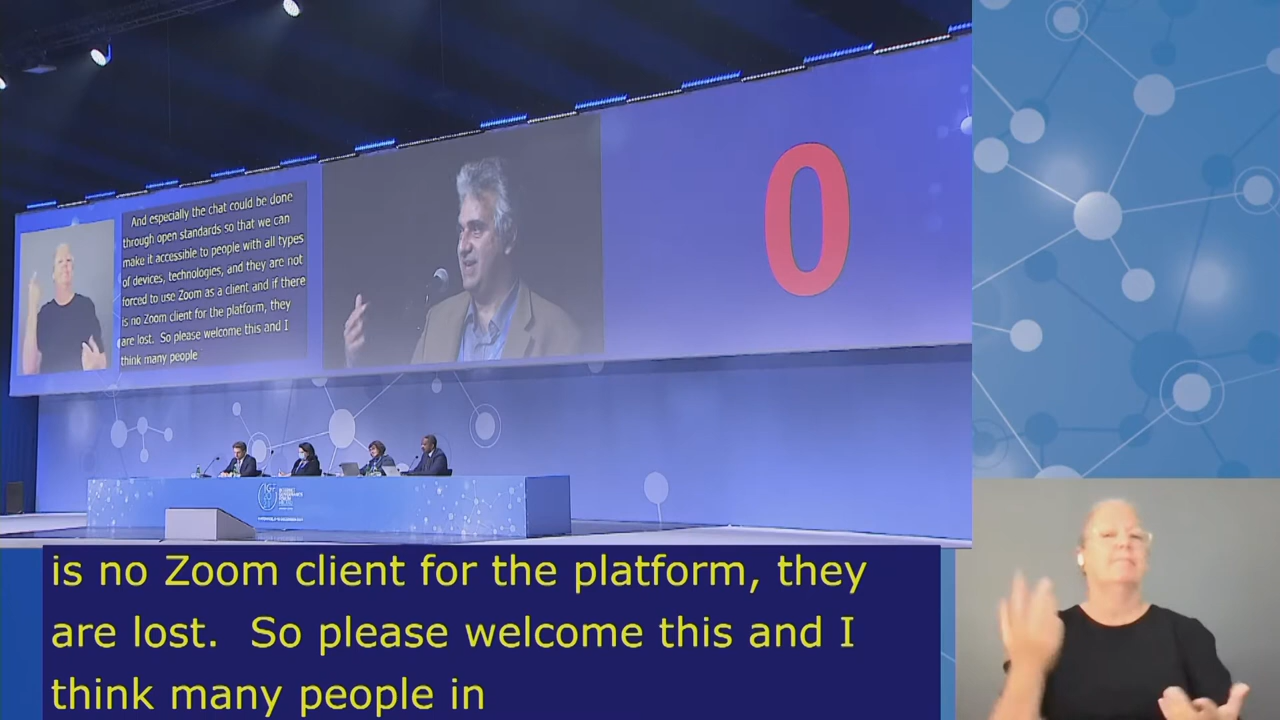 And especially the chat could be done
through open standards so that we can
make it accessible to people with all types
of devices, technologies, and they are not
forced to use Zoom as a client and if there
is no Zoom client for the platform, they
are lost. So please welcome this and I
think many people
0
INTERNET
GOVERNANCE
FORUM
is no Zoom client for the platform, they
are lost. So please welcome this and I
think many people in